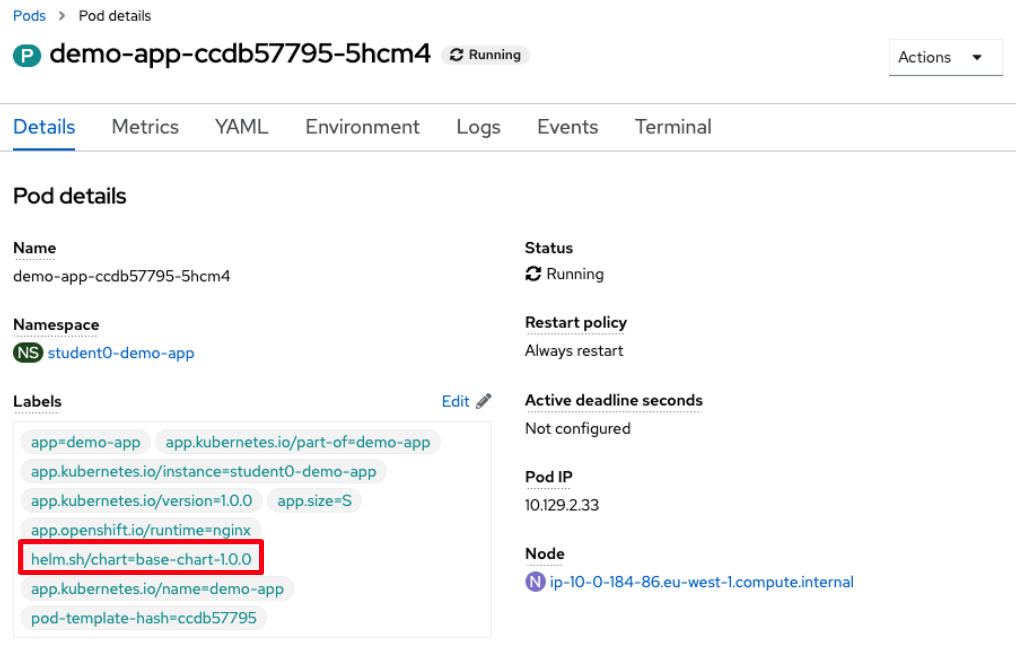 Pods > Pod details
P demo-app-ccdb57795-5hcm4 Running
Actions
Details Metrics YAML Environment Logs Events Terminal
Pod details
Name
demo-app-ccdb57795-5hcm4
Namespace
NS student0-demo-app
Labels Edit
app=demo-app app.kubernetes.io/part-of=demo-app
app.kubernetes.io/instance=student0-demo-app
app.kubernetes.io/version=1.0.0 app.size=S
app.openshift.io/runtime=nginx
helm.sh/chart=base-chart-1.0.0
app.kubernetes.io/name=demo-app
pod-template-hash=ccdb57795
Status
Running
Restart policy
Always restart
Active deadline seconds
Not configured
Pod IP
10.129.2.33
Node
N ip-10-0-184-86.eu-west-1.compute.internal